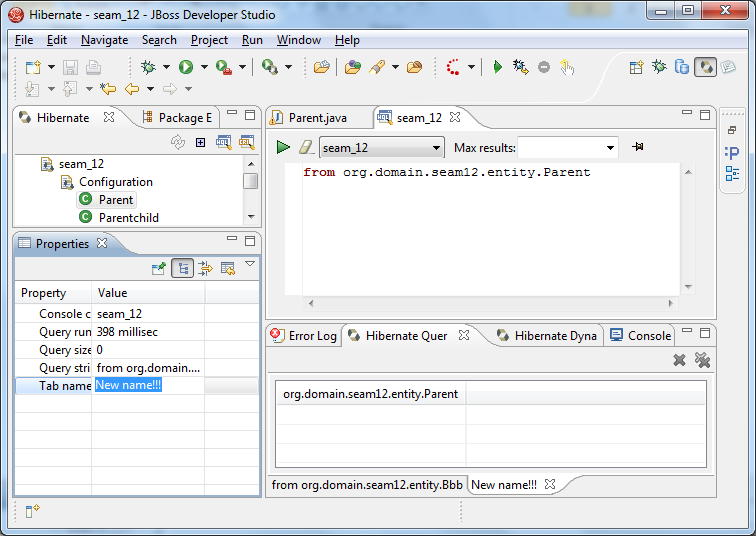 Hibernate - seam_12 - JBoss Developer Studio
File Edit Navigate Search Project Run Window Help
Hibernate Package E
seam_12
Configuration
Parent
Parentchild
Parent.java seam_12
seam_12 Max results:
from org.domain.seam12.entity.Parent
Properties
Property Value
Console c seam_12
Query run 398 millisec
Query size 0
Query stri from org.domain....
Tab name New name!!!
Error Log Hibernate Quer Hibernate Dyna Console
org.domain.seam12.entity.Parent
from org.domain.seam12.entity.Bbb New name!!!